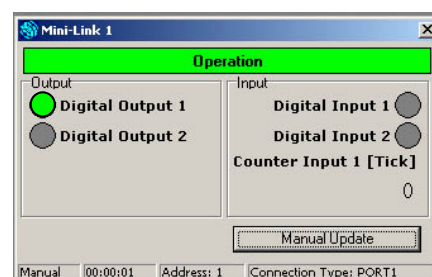 Mini-Link 1
Operation
Output
Digital Output 1
Digital Output 2
Input
Digital Input 1
Digital Input 2
Counter Input 1 [Tick]
0
Manual Update
Manual 00:00:01 Address: 1 Connection Type: PORT1